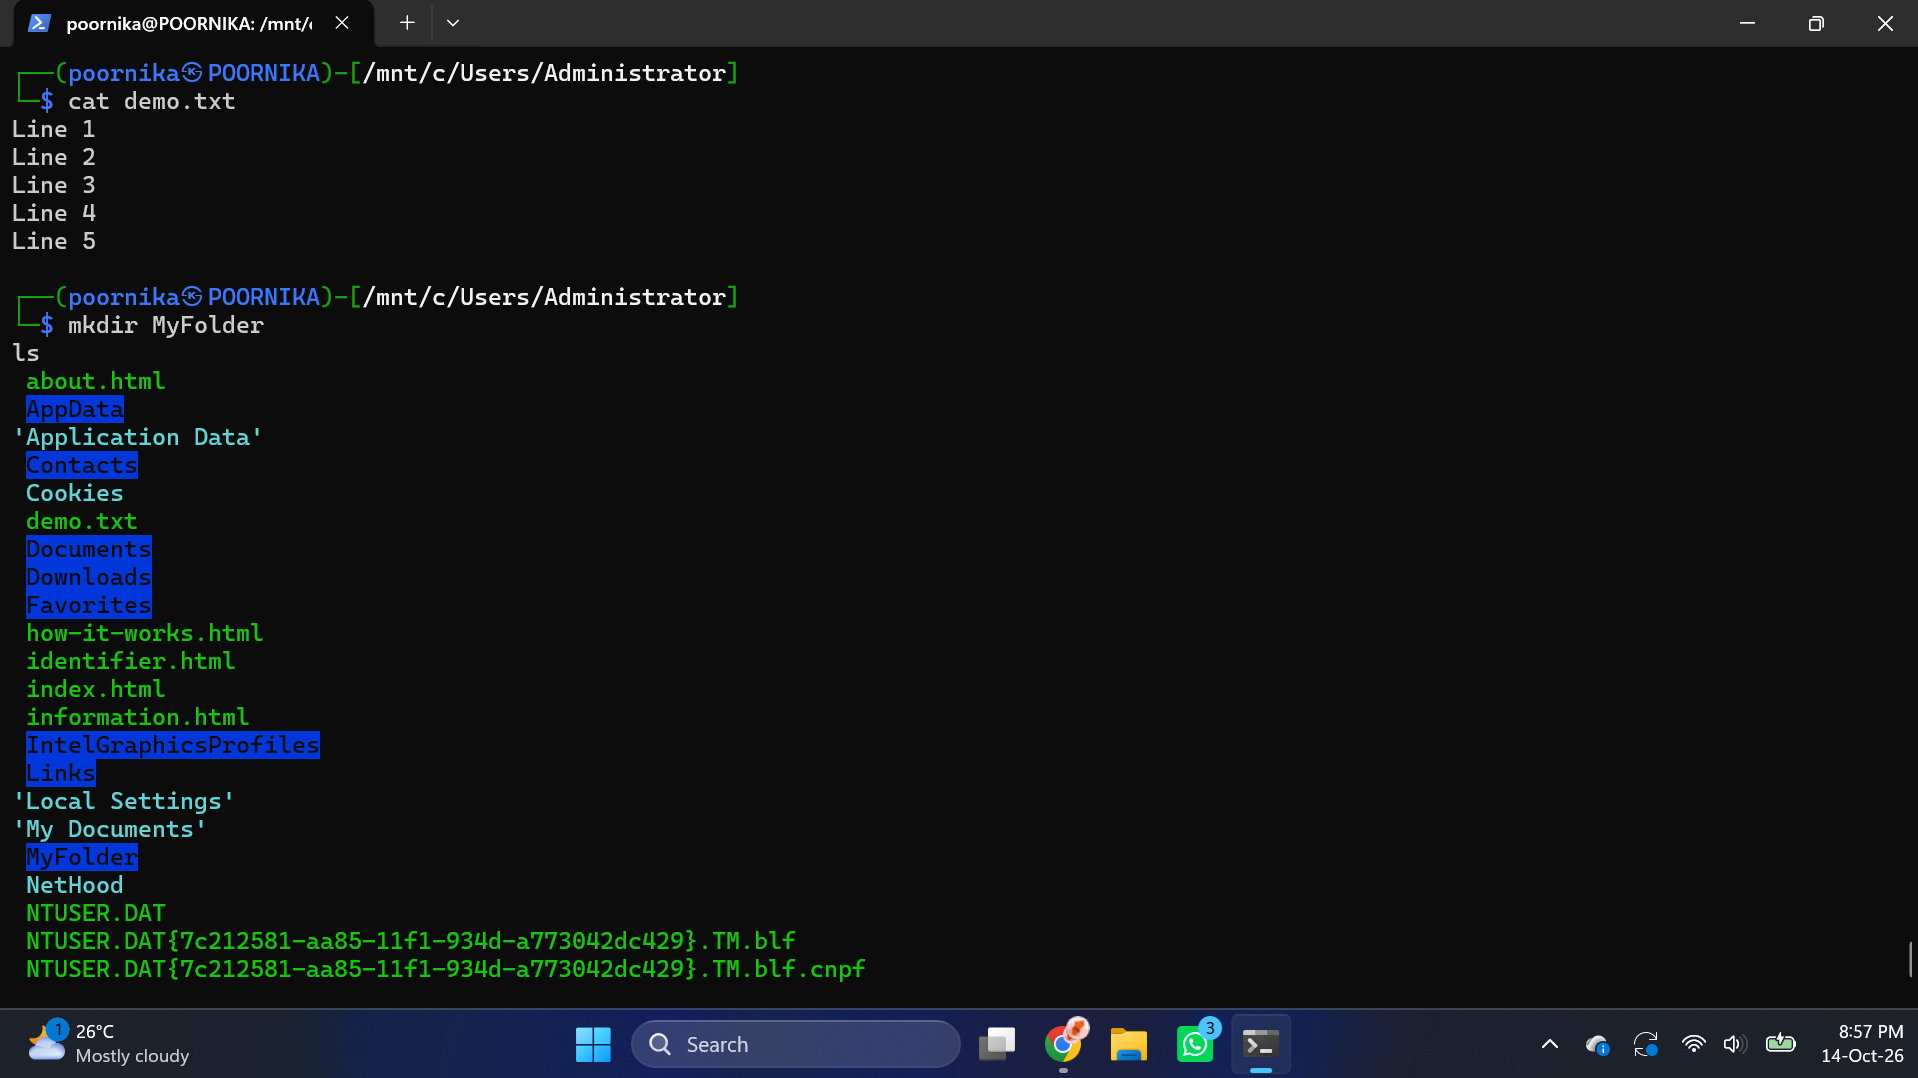 poornika@POORNIKA: /mnt/c
┌──(poornika㉿POORNIKA)-[/mnt/c/Users/Administrator]
└─$ cat demo.txt
Line 1
Line 2
Line 3
Line 4
Line 5
┌──(poornika㉿POORNIKA)-[/mnt/c/Users/Administrator]
└─$ mkdir MyFolder
ls
about.html
AppData
'Application Data'
Contacts
Cookies
demo.txt
Documents
Downloads
Favorites
how-it-works.html
identifier.html
index.html
information.html
IntelGraphicsProfiles
Links
'Local Settings'
'My Documents'
MyFolder
NetHood
NTUSER.DAT
NTUSER.DAT{7c212581-aa85-11f1-934d-a773042dc429}.TM.blf
NTUSER.DAT{7c212581-aa85-11f1-934d-a773042dc429}.TM.blf.cnpf
1
26°C
Mostly cloudy
Search
3
8:57 PM
14-Oct-26